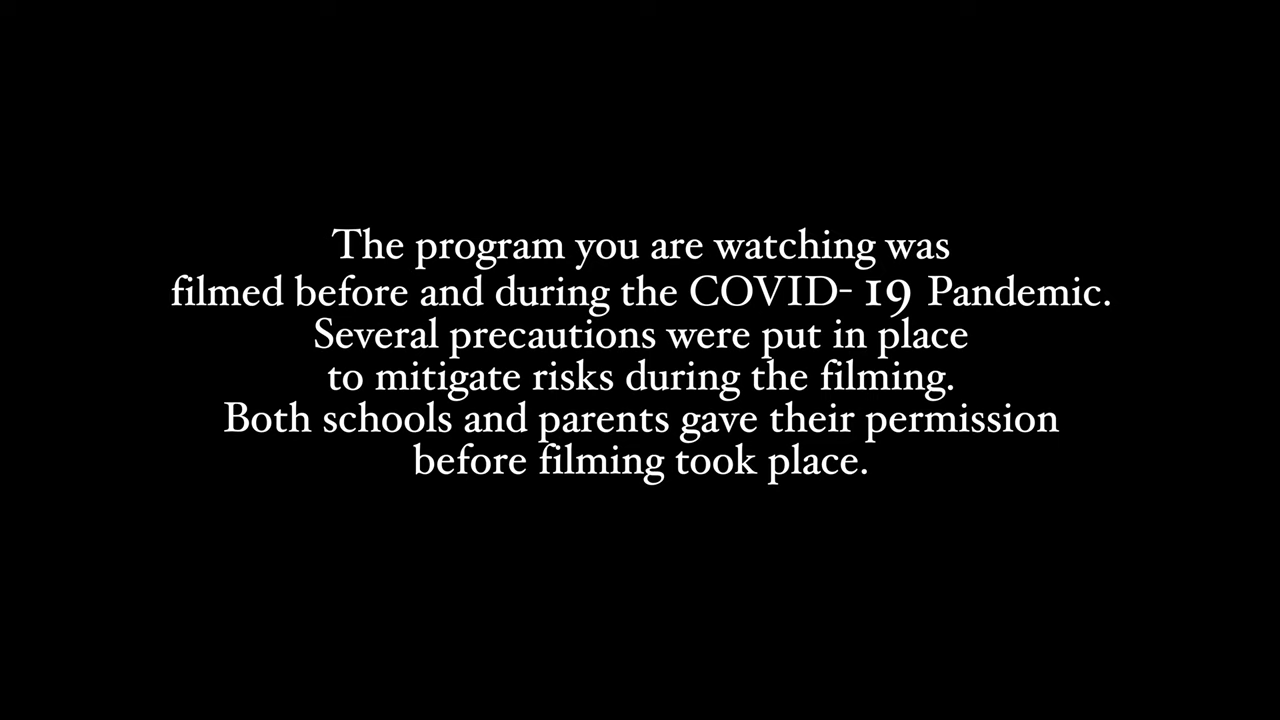 The program you are watching was
filmed before and during the COVID- 19 Pandemic.
Several precautions were put in place
to mitigate risks during the filming.
Both schools and parents gave their permission
before filming took place.